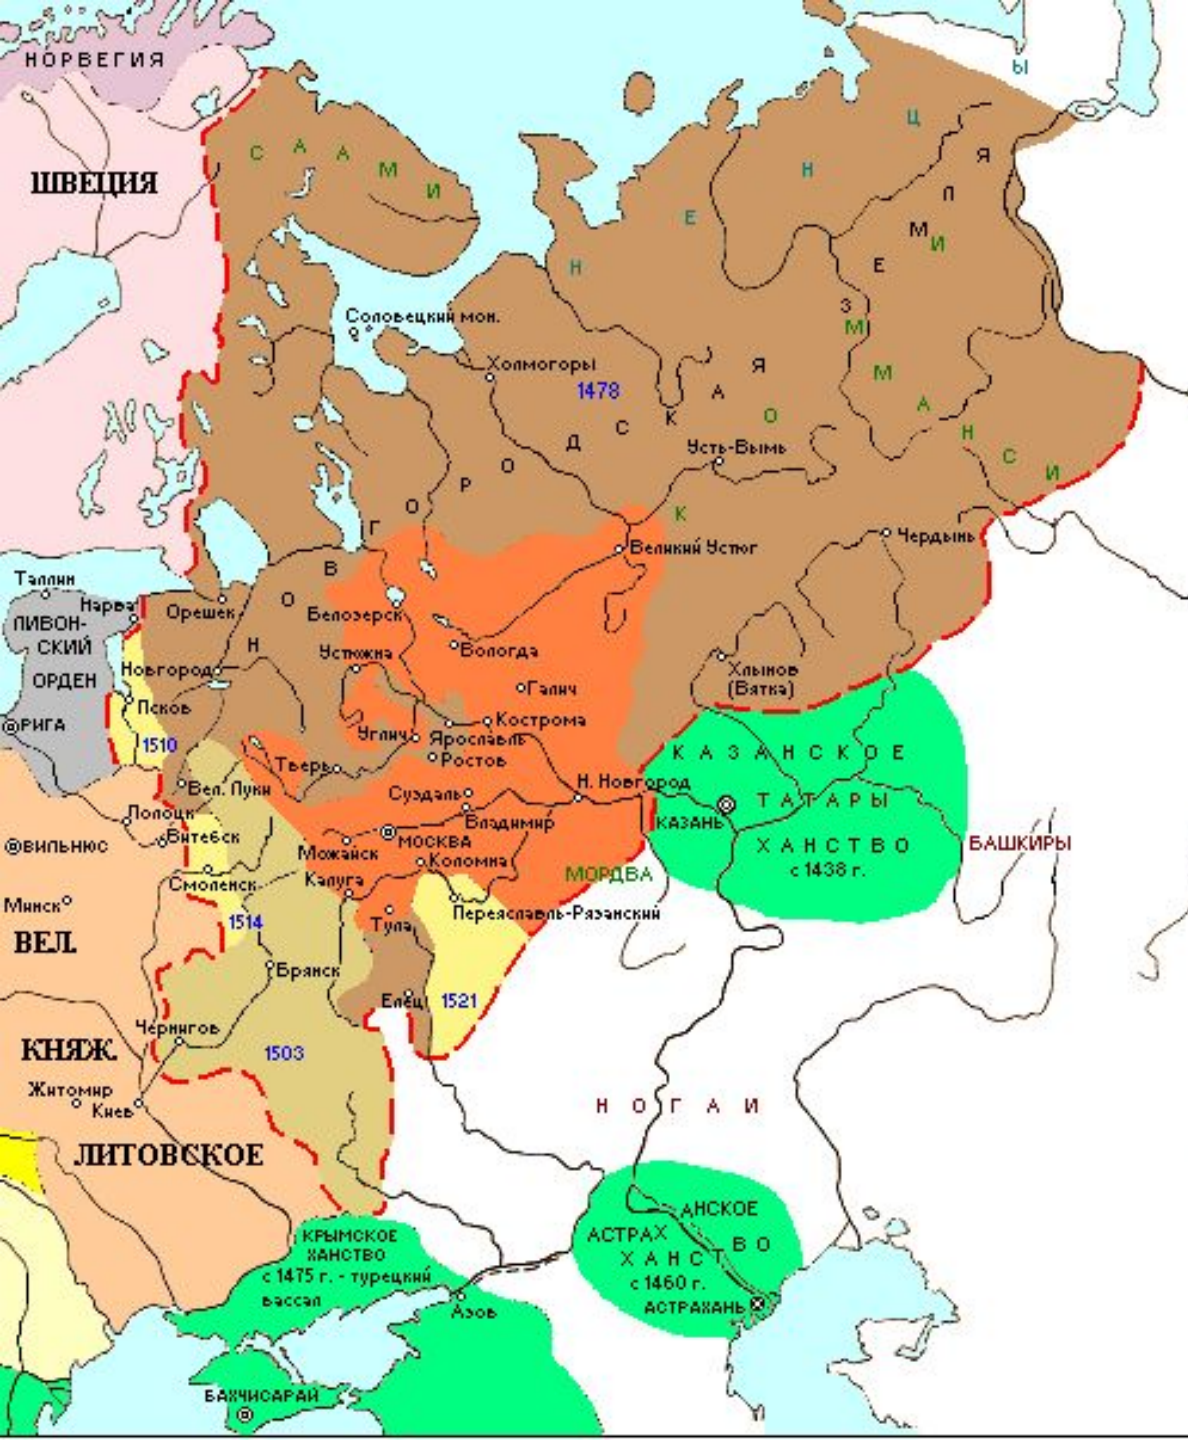 НОРВЕГИЯ
Ы
Ц
Я
СААМИ
Н
Л
ШВЕЦИЯ
Е
М
И
Н
Е
З
Соловецкий мон.
М
Холмогоры
Я
М
1478
А
О
А
К
С
Н
Д
Усть-Вымь
С
О
И
Р
О
К
Г
Чердынь
Великий Устюг
В
Таллин
О
Нарва
Орешек
Белозерск
ЛИВОН-
СКИЙ
Н
Устюжна
Вологда
ОРДЕН
Новгород
Хлынов
(Вятка)
Галич
Псков
РИГА
Кострома
Углич
Ярославль
1510
КАЗАНСКОЕ
Тверь
Ростов
Н. Новгород
Вел. Луки
Суздаль
ТАТАРЫ
Полоцк
Владимир
КАЗАНЬ
Витебск
МОСКВА
ХАНСТВО
БАШКИРЫ
ВИЛЬНЮС
Можайск
Коломна
с 1438 г.
Смоленск
Калуга
МОРДВА
Минск
Переяславль-Рязанский
1514
Тула
ВЕЛ.
Брянск
Елец
1521
Чернигов
КНЯЖ.
1503
Житомир
Киев
НОГАИ
ЛИТОВСКОЕ
АСТРАХ
АНСКОЕ
КРЫМСКОЕ
ХАНСТВО
ХАНСТВО
с 1475 г. - турецкий
с 1460 г.
вассал
АСТРАХАНЬ
Азов
БАХЧИСАРАЙ